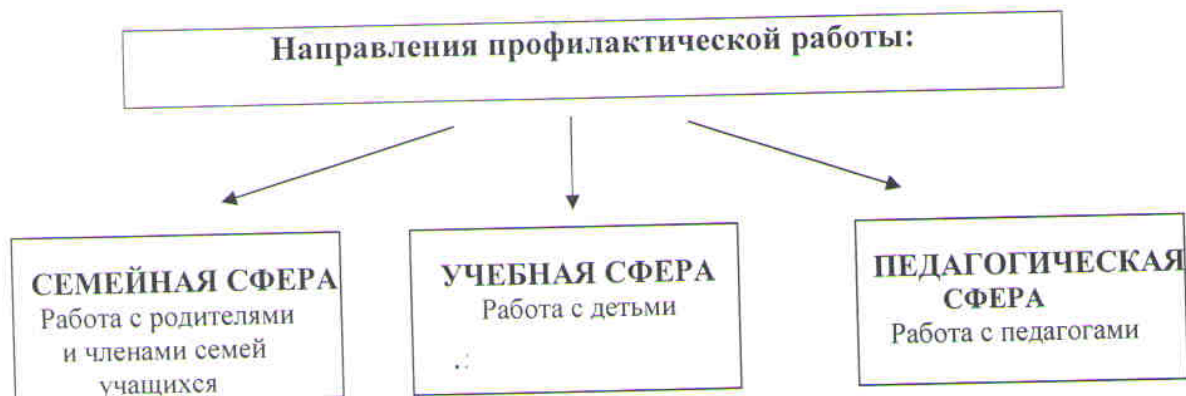 Направления профилактической работы:
СЕМЕЙНАЯ СФЕРА
Работа с родителями
и членами семей
учащихся
УЧЕБНАЯ СФЕРА
Работа с детьми
ПЕДАГОГИЧЕСКАЯ
СФЕРА
Работа с педагогами